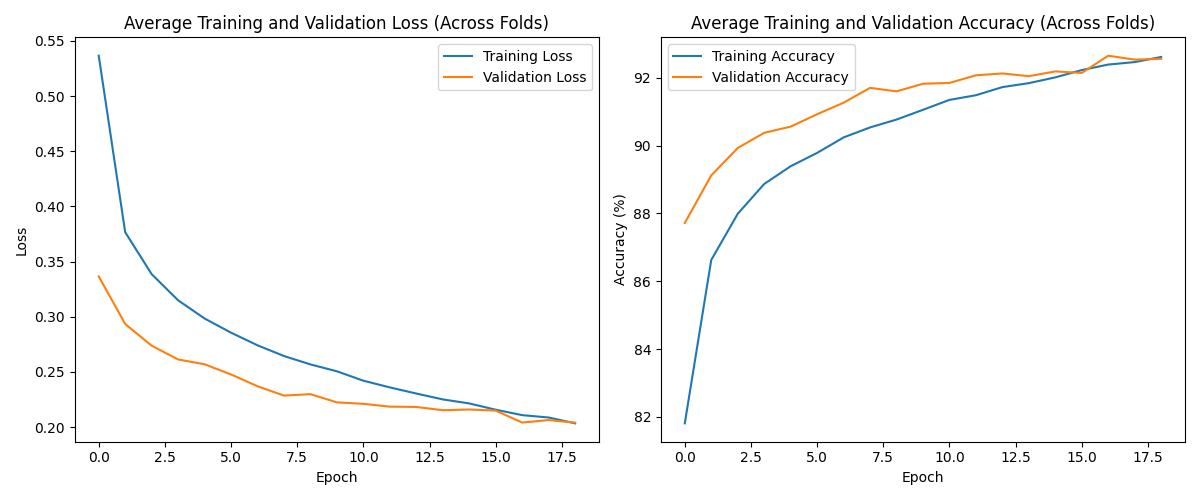 Average Training and Validation Loss (Across Folds)
Training Loss
Validation Loss
0.55
0.50
0.45
0.40
0.35
0.30
0.25
0.20
Loss
0.0 2.5 5.0 7.5 10.0 12.5 15.0 17.5
Epoch
Average Training and Validation Accuracy (Across Folds)
Training Accuracy
Validation Accuracy
92
90
88
86
84
82
Accuracy (%)
0.0 2.5 5.0 7.5 10.0 12.5 15.0 17.5
Epoch